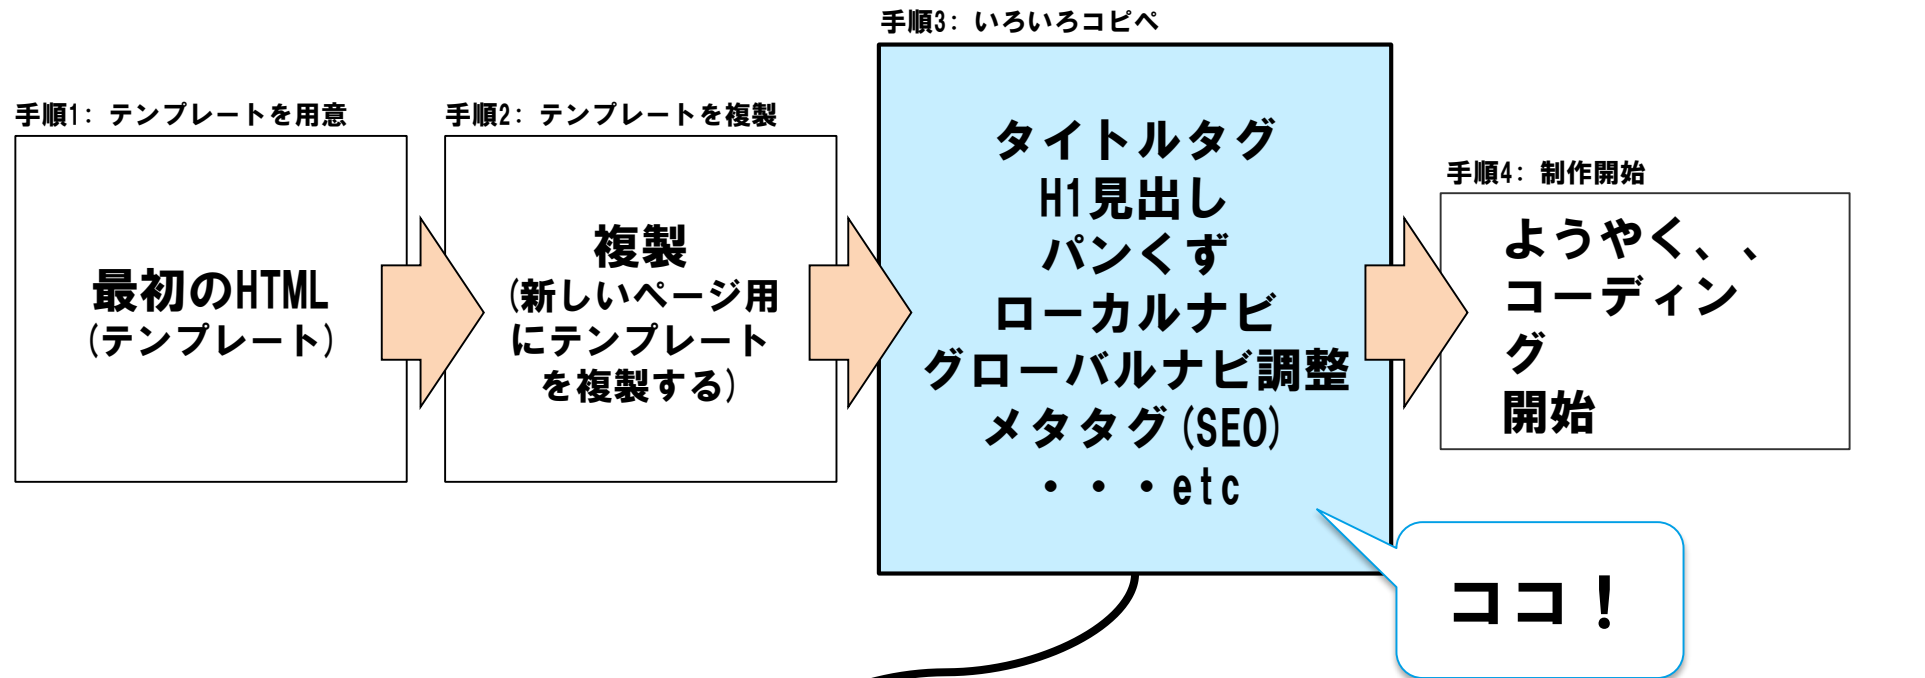 手順1: テンプレートを用意
最初のHTML
(テンプレート)
手順2: テンプレートを複製
複製
(新しいページ用
にテンプレート
を複製する)
手順3: いろいろコピペ
タイトルタグ
H1見出し
パンくず
ローカルナビ
グローバルナビ調整
メタタグ(SEO)
・・・etc
ココ！
手順4: 制作開始
ようやく、、
コーディン
グ
開始